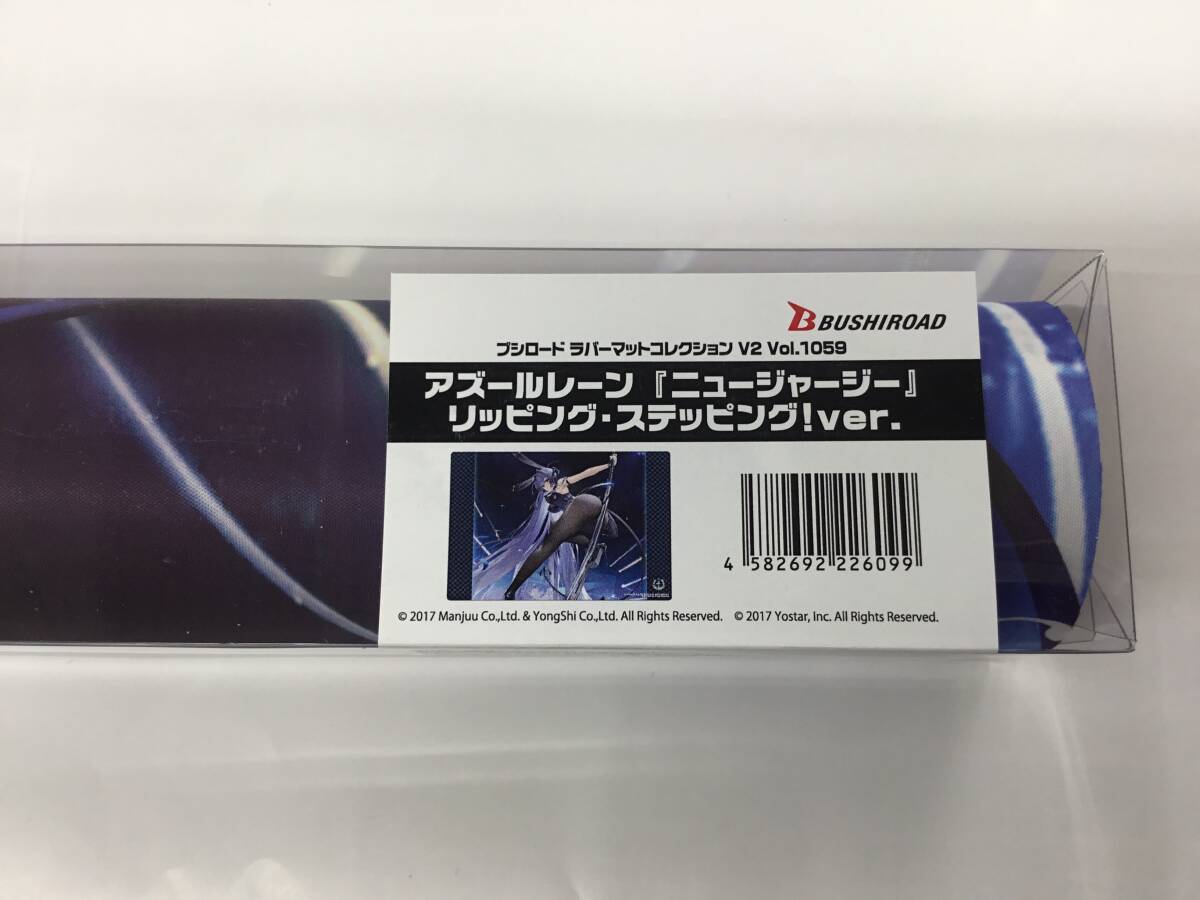 BUSHIROAD
ブシロード ラバーマットコレクション V2 Vol.1059
アズールレーン『ニュージャージー』
リッピング・ステッピング!ver.
4 582692 226099
© 2017 Manjuu Co.,Ltd. & YongShi Co.,Ltd. All Rights Reserved. © 2017 Yostar, Inc. All Rights Reserved.